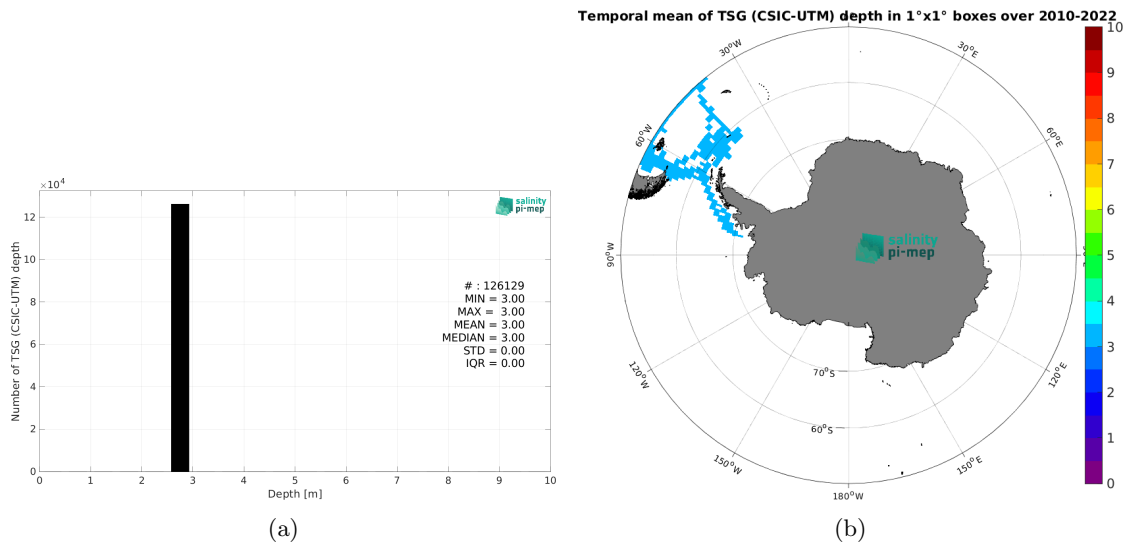 Temporal mean of TSG (CSIC-UTM) depth in 1°x1° boxes over 2010-2022
×10⁴
12
10
8
6
4
2
0
Number of TSG (CSIC-UTM) depth
salinity
pi-mep
# : 126129
MIN = 3.00
MAX = 3.00
MEAN = 3.00
MEDIAN = 3.00
STD = 0.00
IQR = 0.00
0 1 2 3 4 5 6 7 8 9 10
Depth [m]
(a)
30°W
30°E
60°W
60°E
90°W
salinity
pi-mep
120°W
120°E
70°S
60°S
150°W
150°E
180°W
10
9
8
7
6
5
4
3
2
1
0
(b)